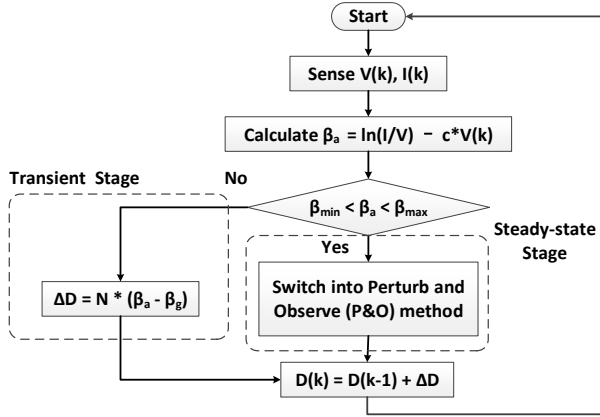 Start
Sense V(k), I(k)
Calculate βa = ln(I/V) − c*V(k)
Transient Stage
No
βmin < βa < βmax
Steady-state
Stage
Yes
ΔD = N * (βa - βg)
Switch into Perturb and
Observe (P&O) method
D(k) = D(k-1) + ΔD